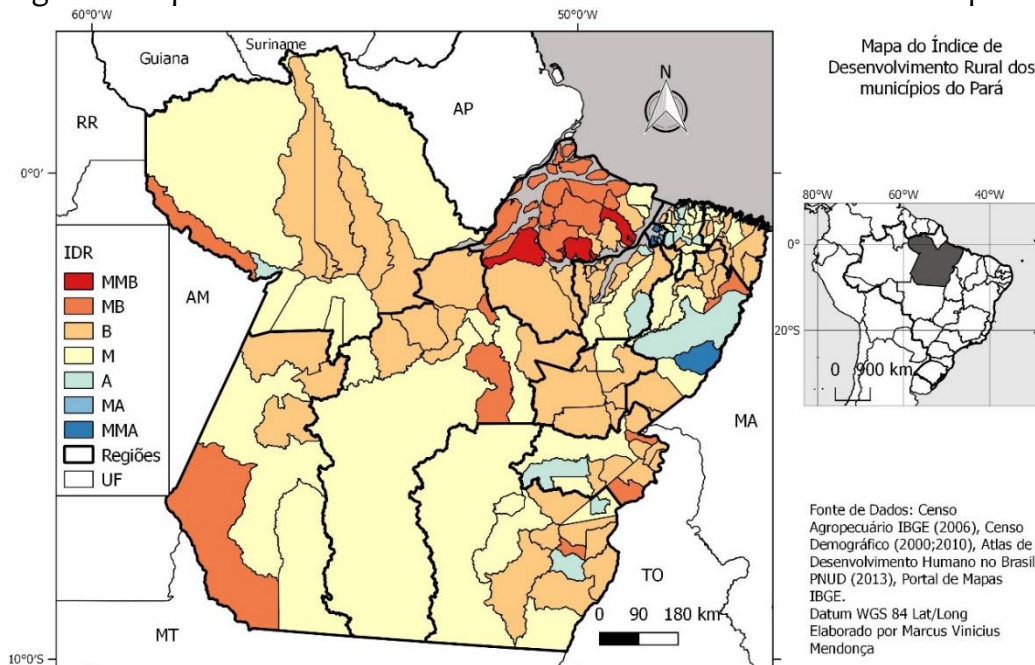 60°0'W
50°0'W
Suriname
Guiana
N
AP
RR
0°0'
IDR
MMB
MB
B
M
A
MA
MMA
Regiões
UF
AM
MA
TO
MT
0 90 180 km
10°0'S
Mapa do Índice de
Desenvolvimento Rural dos
municípios do Pará
80°W
60°W
40°W
0°
20°S
0 900 km
Fonte de Dados: Censo
Agropecuário IBGE (2006), Censo
Demográfico (2000;2010), Atlas de
Desenvolvimento Humano no Brasil
PNUD (2013), Portal de Mapas
IBGE.
Datum WGS 84 Lat/Long
Elaborado por Marcus Vinicius
Mendonça